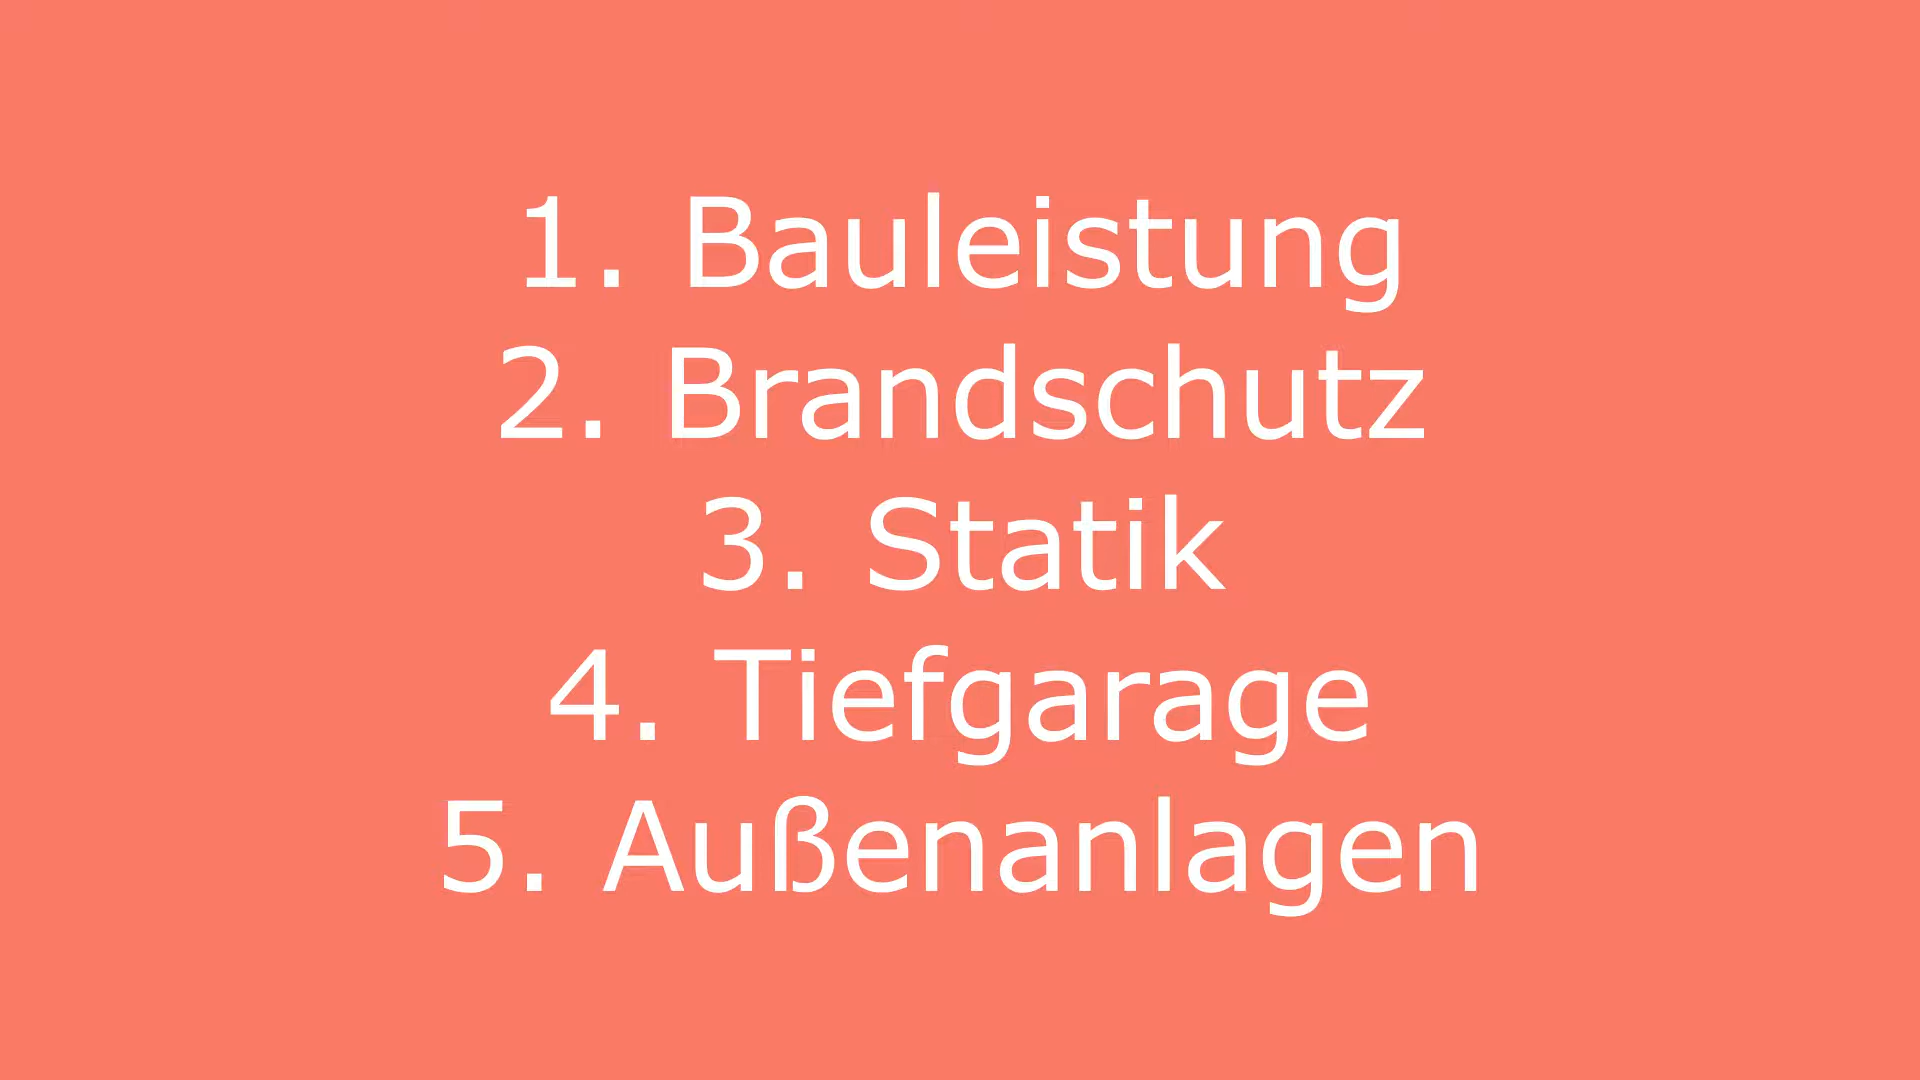 1. Bauleistung
2. Brandschutz
3. Statik
4. Tiefgarage
5. Außenanlagen